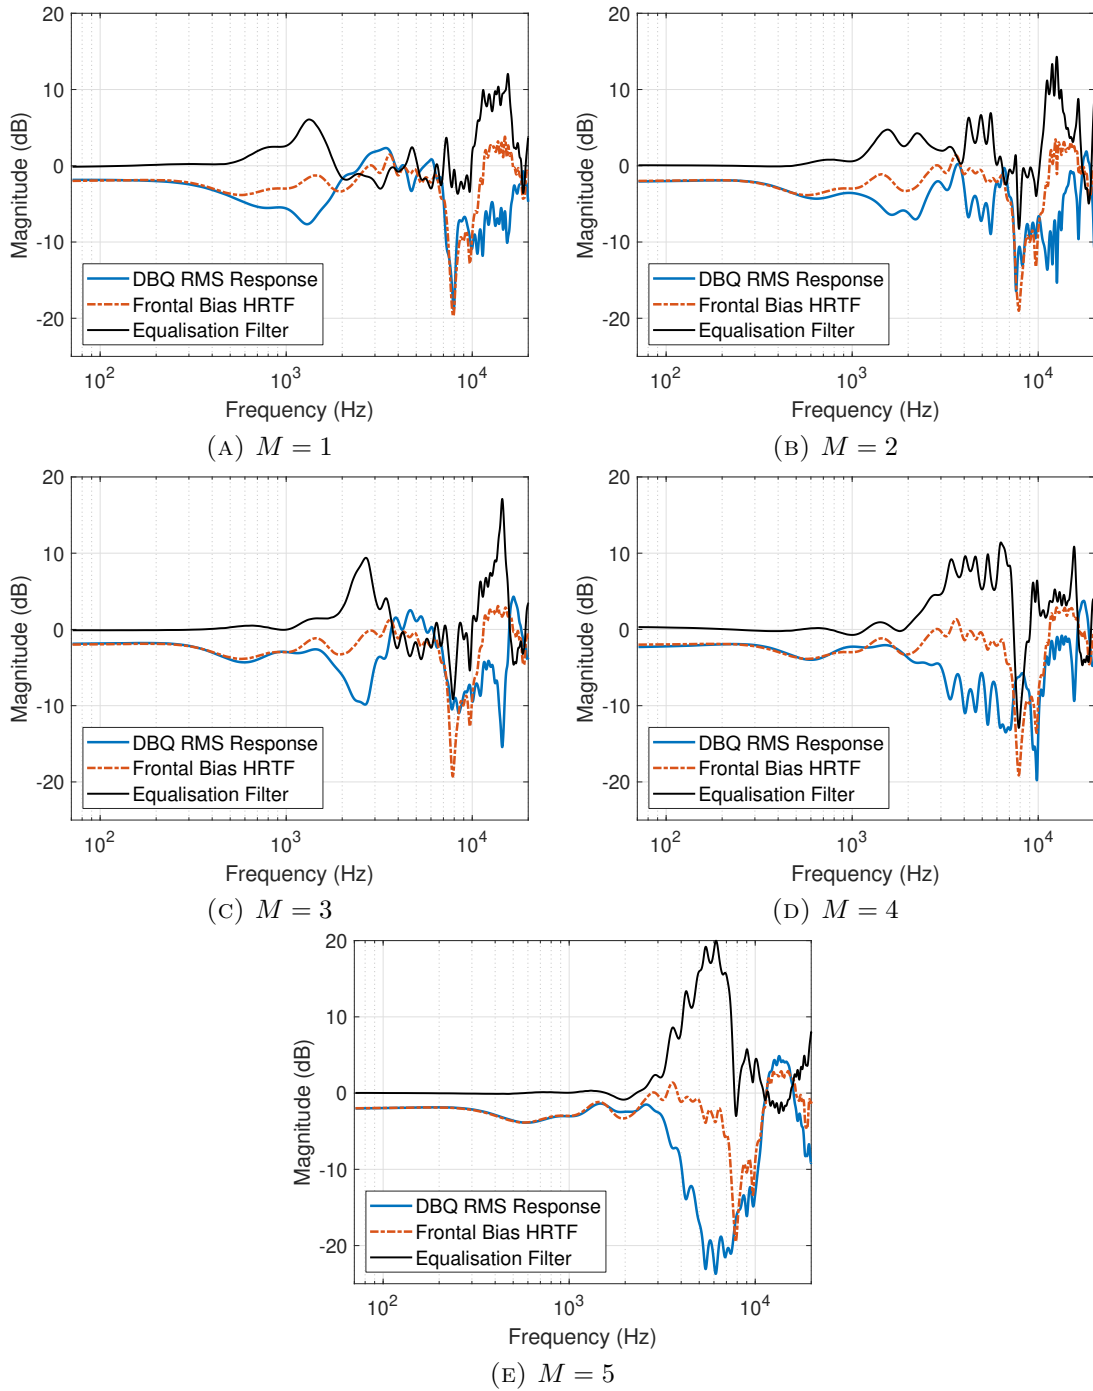 20
10
0
-10
-20
Magnitude (dB)
DBQ RMS Response
Frontal Bias HRTF
Equalisation Filter
10^2
10^3
10^4
Frequency (Hz)
(A) M = 1
20
10
0
-10
-20
Magnitude (dB)
DBQ RMS Response
Frontal Bias HRTF
Equalisation Filter
10^2
10^3
10^4
Frequency (Hz)
(B) M = 2
20
10
0
-10
-20
Magnitude (dB)
DBQ RMS Response
Frontal Bias HRTF
Equalisation Filter
10^2
10^3
10^4
Frequency (Hz)
(C) M = 3
20
10
0
-10
-20
Magnitude (dB)
DBQ RMS Response
Frontal Bias HRTF
Equalisation Filter
10^2
10^3
10^4
Frequency (Hz)
(D) M = 4
20
10
0
-10
-20
Magnitude (dB)
DBQ RMS Response
Frontal Bias HRTF
Equalisation Filter
10^2
10^3
10^4
Frequency (Hz)
(E) M = 5